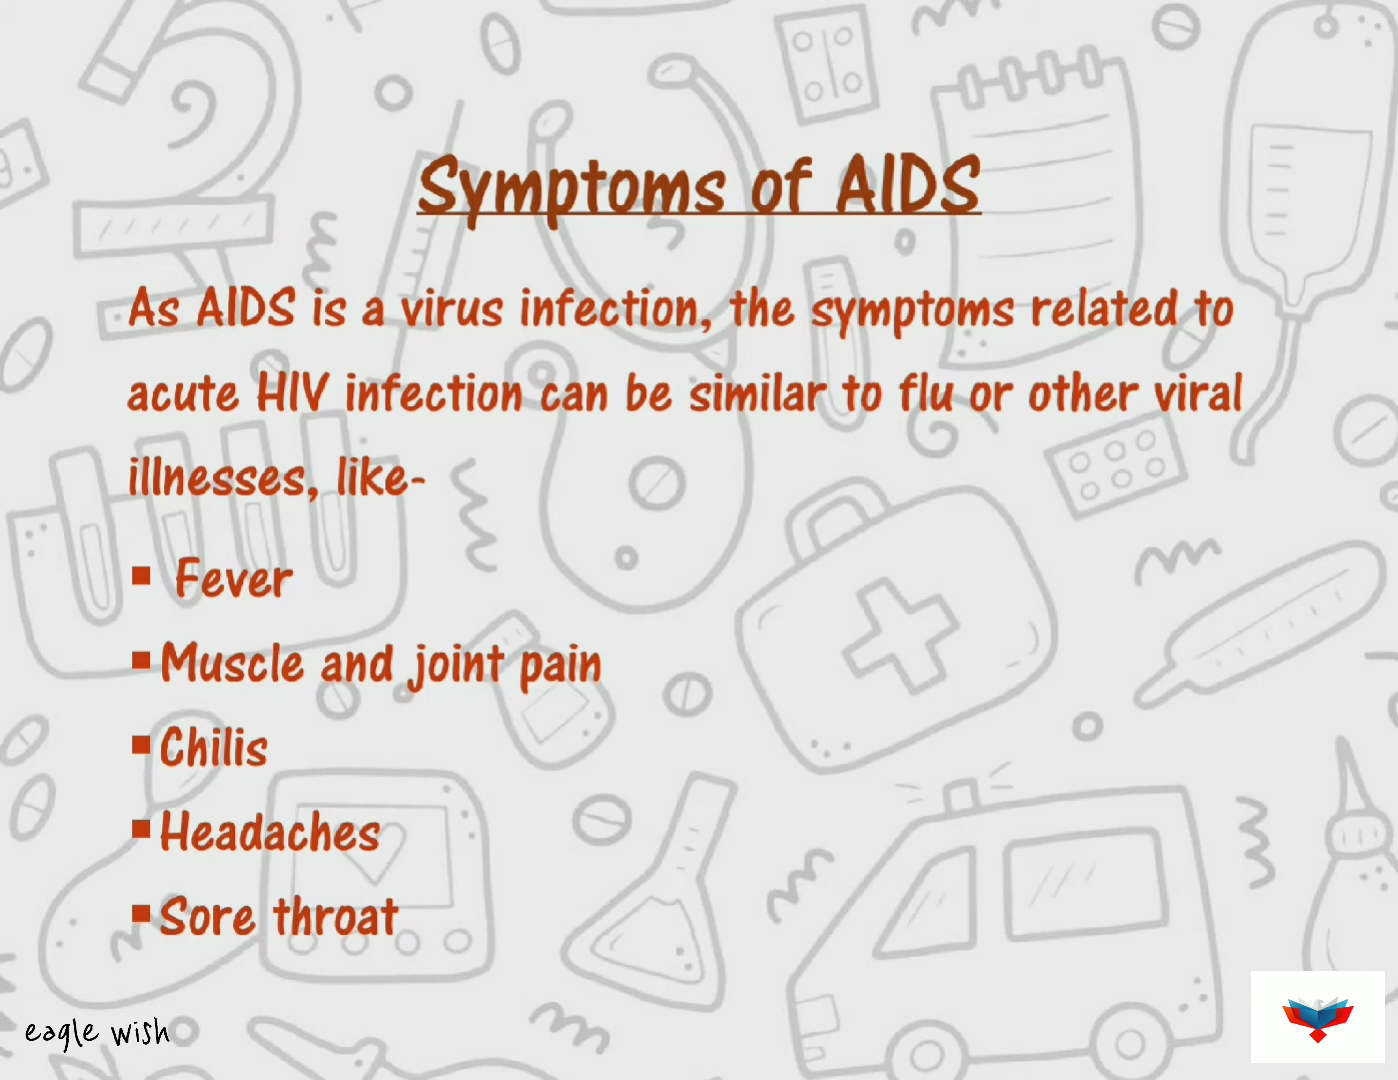 Symptoms of AIDS
As AIDS is a virus infection, the symptoms related to
acute HIV infection can be similar to flu or other viral
illnesses, like-
▪ Fever
▪ Muscle and joint pain
▪ Chilis
▪ Headaches
▪ Sore throat
eagle wish